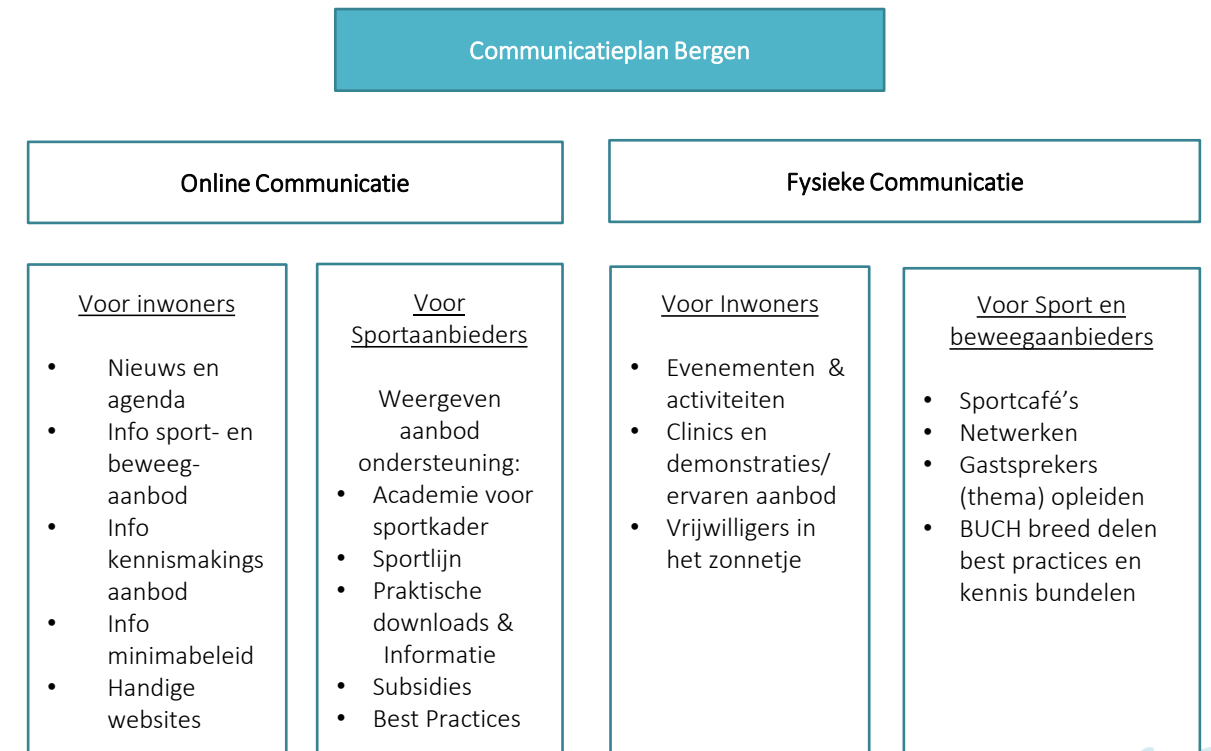 Communicatieplan Bergen
Online Communicatie
Fysieke Communicatie
Voor inwoners
• Nieuws en
agenda
• Info sport- en
beweeg-
aanbod
• Info
kennismakings
aanbod
• Info
minimabeleid
• Handige
websites
Voor
Sportaanbieders
Weergeven
aanbod
ondersteuning:
• Academie voor
sportkader
• Sportlijn
• Praktische
downloads &
Informatie
• Subsidies
• Best Practices
Voor Inwoners
• Evenementen &
activiteiten
• Clinics en
demonstraties/
ervaren aanbod
• Vrijwilligers in
het zonnetje
Voor Sport en
beweegaanbieders
• Sportcafé’s
• Netwerken
• Gastsprekers
(thema) opleiden
• BUCH breed delen
best practices en
kennis bundelen